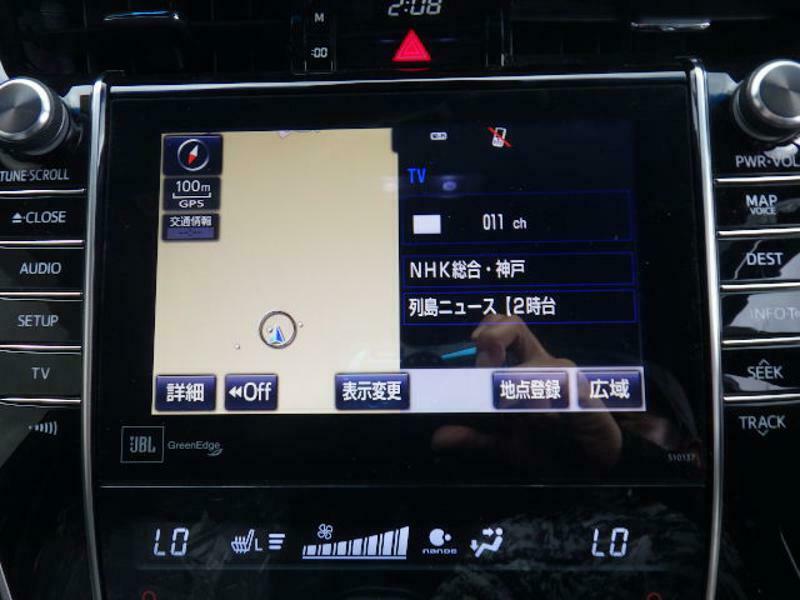 2:08
M
:00
TUNE·SCROLL
CLOSE
AUDIO
SETUP
TV
100m
GPS
交通情報
TV
011 ch
NHK総合・神戸
列島ニュース【2時台
詳細
Off
表示変更
地点登録
広域
JBL
GreenEdge
510137
PWR·VOL
MAP
VOICE
DEST
INFO·Te
SEEK
TRACK
LO
L
nanoe
LO